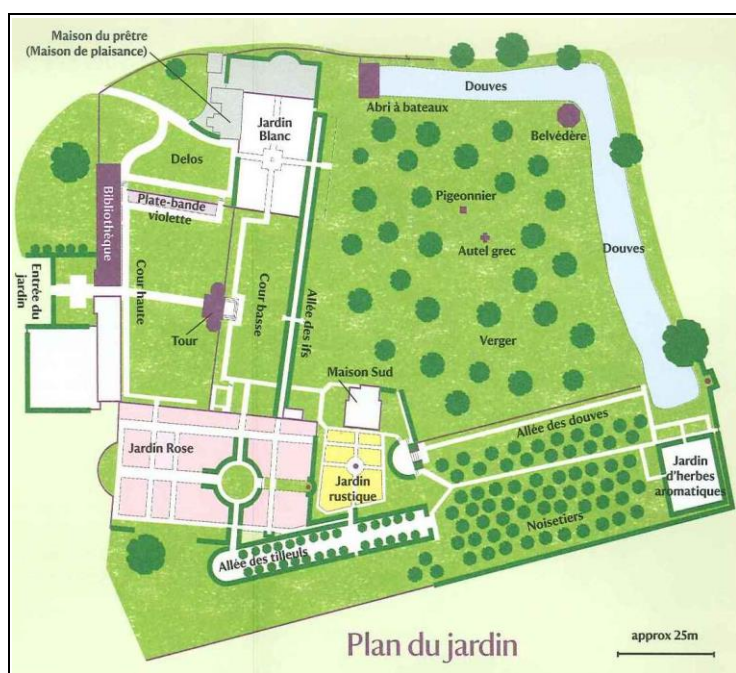 Maison du prêtre
(Maison de plaisance)
Douves
Abri à bateaux
Belvédère
Jardin
Blanc
Delos
Bibliothèque
Plate-bande
violette
Pigeonnier
Autel grec
Douves
Entrée du
jardin
Cour haute
Cour basse
Allée des ifs
Tour
Verger
Maison Sud
Allée des douves
Jardin Rose
Jardin
rustique
Jardin
d'herbes
aromatiques
Noisetiers
Allée des tilleuls
Plan du jardin
approx 25m